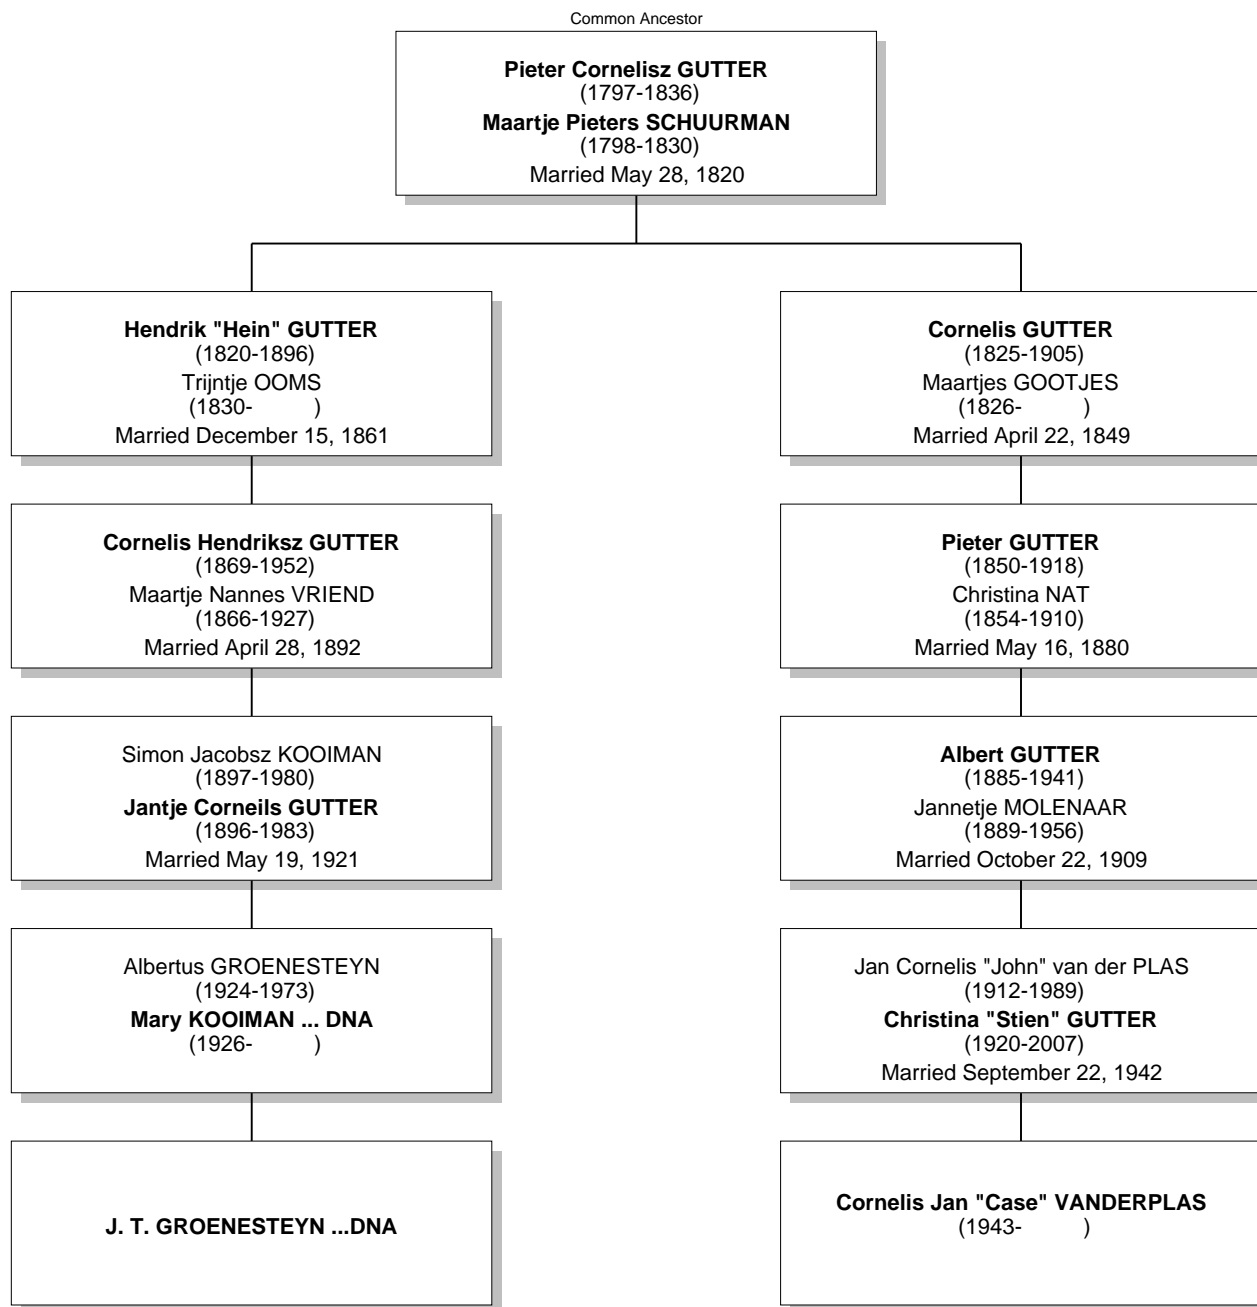 Common Ancestor
Pieter Cornelisz GUTTER
(1797-1836)
Maartje Pieters SCHUURMAN
(1798-1830)
Married May 28, 1820
Hendrik "Hein" GUTTER
(1820-1896)
Trijntje OOMS
(1830- )
Married December 15, 1861
Cornelis GUTTER
(1825-1905)
Maartjes GOOTJES
(1826- )
Married April 22, 1849
Cornelis Hendriksz GUTTER
(1869-1952)
Maartje Nannes VRIEND
(1866-1927)
Married April 28, 1892
Pieter GUTTER
(1850-1918)
Christina NAT
(1854-1910)
Married May 16, 1880
Simon Jacobsz KOOIMAN
(1897-1980)
Jantje Corneils GUTTER
(1896-1983)
Married May 19, 1921
Albert GUTTER
(1885-1941)
Jannetje MOLENAAR
(1889-1956)
Married October 22, 1909
Albertus GROENESTEYN
(1924-1973)
Mary KOOIMAN ... DNA
(1926- )
Jan Cornelis "John" van der PLAS
(1912-1989)
Christina "Stien" GUTTER
(1920-2007)
Married September 22, 1942
J. T. GROENESTEYN ...DNA
Cornelis Jan "Case" VANDERPLAS
(1943- )